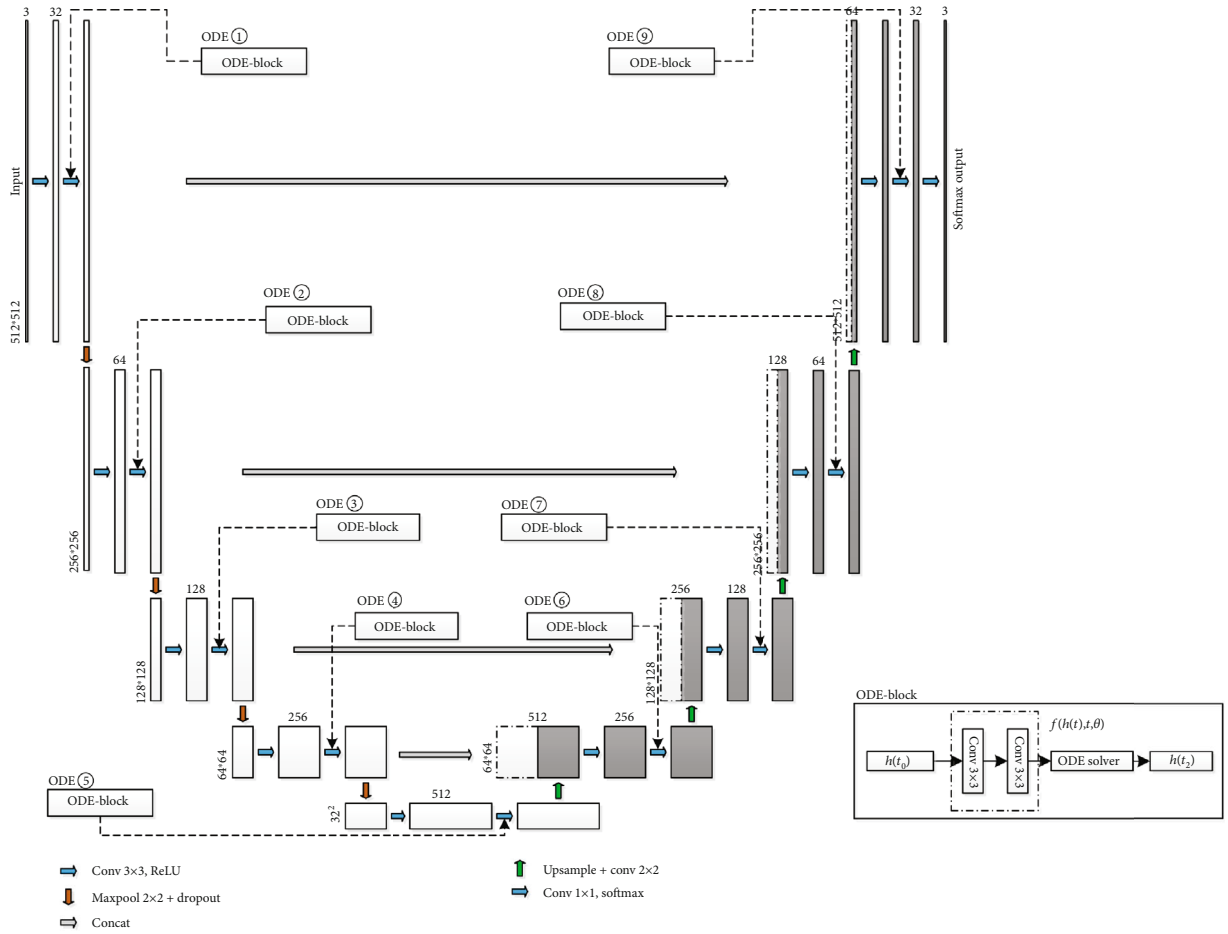 3
32
ODE ①
ODE-block
ODE ⑨
ODE-block
64
32
3
Input
512*512
512*512
Softmax output
ODE ②
ODE-block
ODE ⑧
ODE-block
64
128
64
256*256
256*256
ODE ③
ODE-block
ODE ⑦
ODE-block
128
256
128
128*128
128*128
ODE ④
ODE-block
ODE ⑥
ODE-block
256
512
256
64*64
64*64
ODE ⑤
ODE-block
32²
512
ODE-block
f(h(t),t,θ)
h(t₀)
Conv 3×3
Conv 3×3
ODE solver
h(t₂)
Conv 3×3, ReLU
Maxpool 2×2 + dropout
Concat
Upsample + conv 2×2
Conv 1×1, softmax